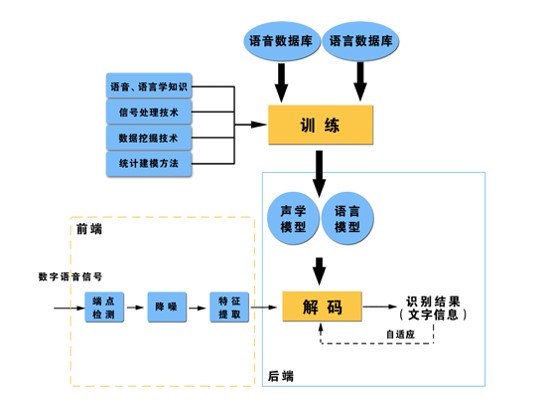 语音数据库
语言数据库
语音、语言学知识
信号处理技术
数据挖掘技术
统计建模方法
训 练
声学
模型
语言
模型
前端
数字语音信号
端点
检测
降噪
特征
提取
解 码
识别结果
（文字信息）
自适应
后端